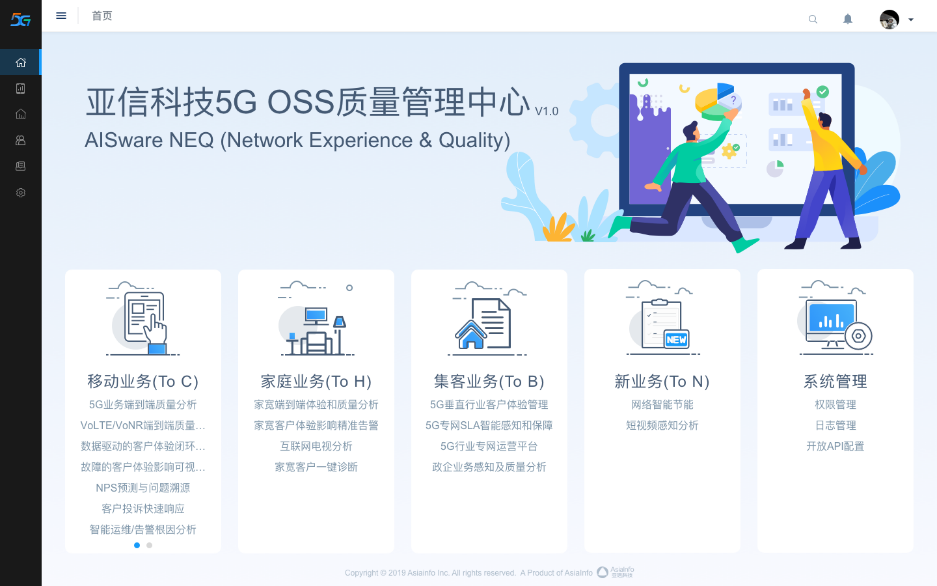 5G
首页
亚信科技5G OSS质量管理中心 V1.0
AISware NEQ (Network Experience & Quality)
?
NEW
移动业务(To C)
5G业务端到端质量分析
VoLTE/VoNR端到端质量...
数据驱动的客户体验闭环...
故障的客户体验影响可视...
NPS预测与问题溯源
客户投诉快速响应
智能运维/告警根因分析
家庭业务(To H)
家宽端到端体验和质量分析
家宽客户体验影响精准告警
互联网电视分析
家宽客户一键诊断
集客业务(To B)
5G垂直行业客户体验管理
5G专网SLA智能感知和保障
5G行业专网运营平台
政企业务感知及质量分析
新业务(To N)
网络智能节能
短视频感知分析
系统管理
权限管理
日志管理
开放API配置
Copyright © 2019 Asiainfo Inc. All rights reserved. A Product of AsiaInfo
AsiaInfo
亚信科技